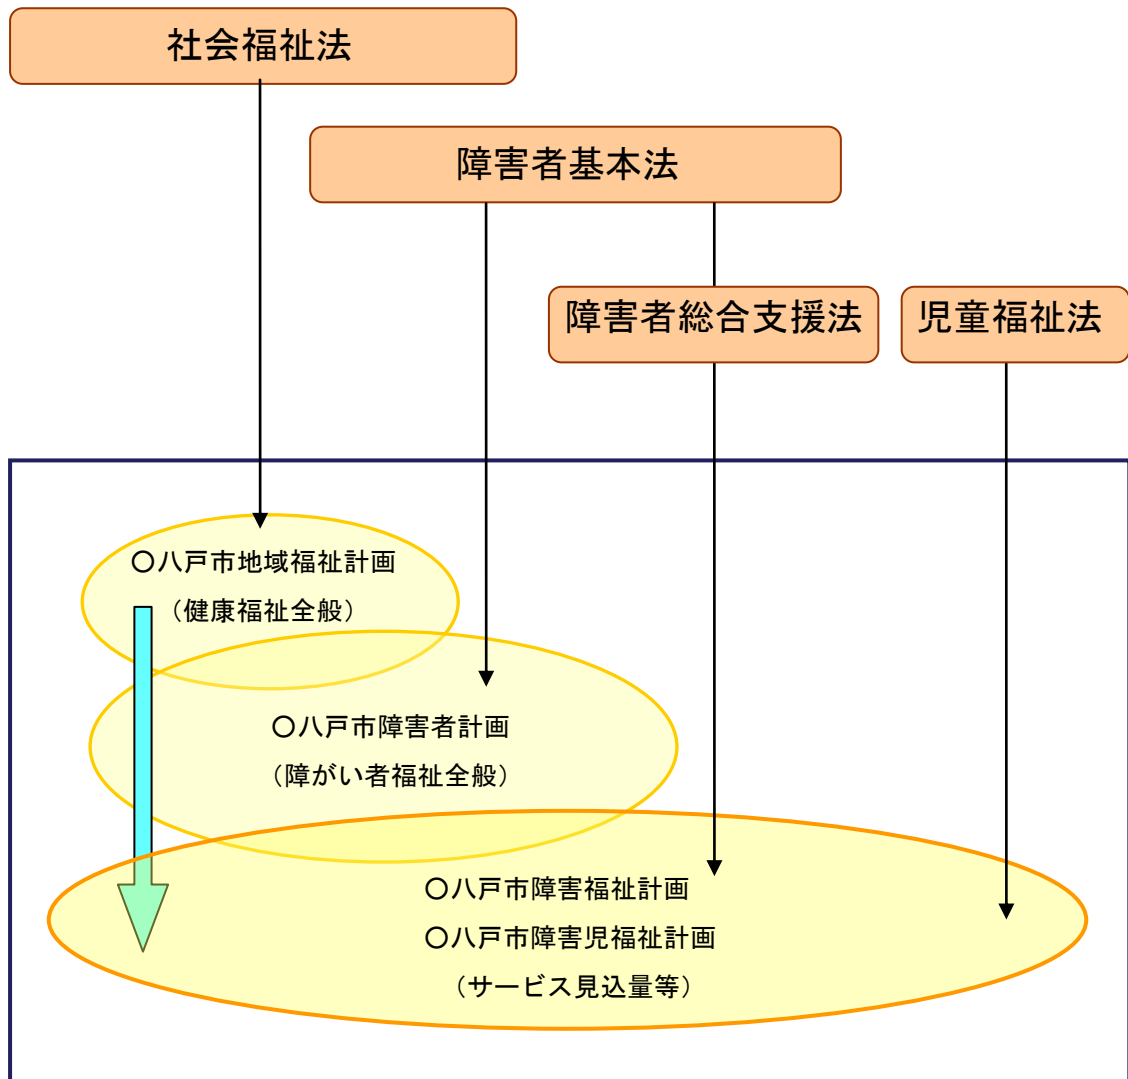 社会福祉法
障害者基本法
障害者総合支援法
児童福祉法
〇八戸市地域福祉計画
（健康福祉全般）
〇八戸市障害者計画
（障がい者福祉全般）
〇八戸市障害福祉計画
〇八戸市障害児福祉計画
（サービス見込量等）